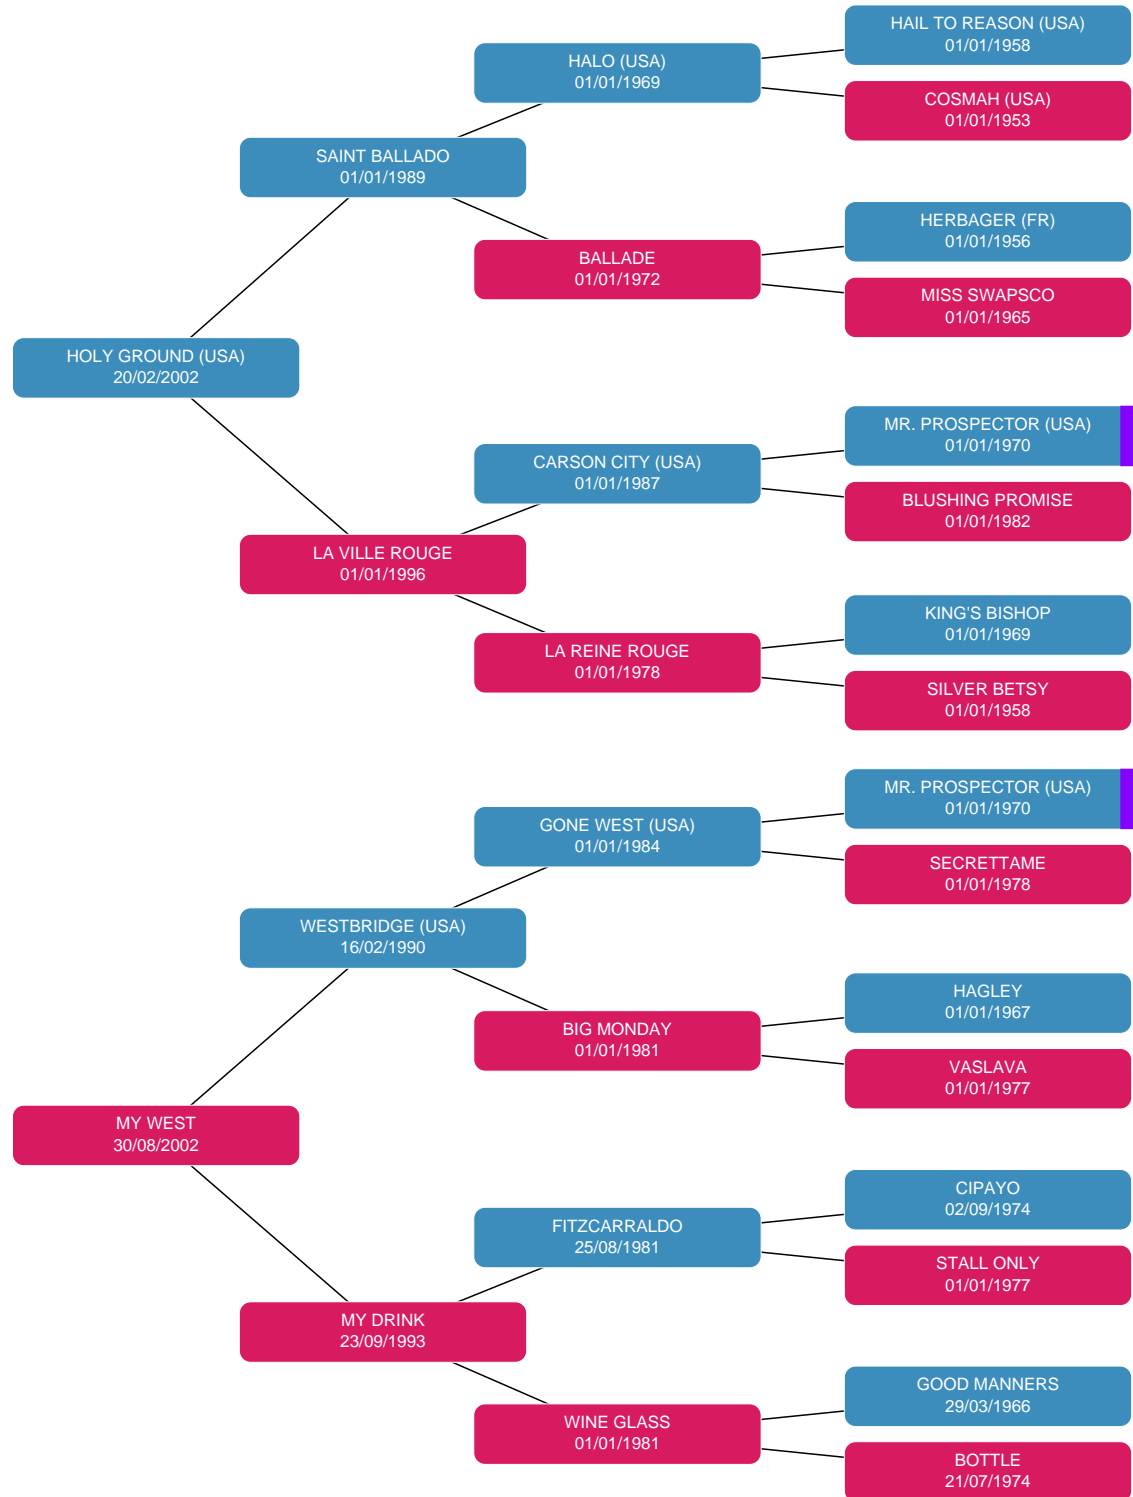 HAIL TO REASON (USA)
01/01/1958
HALO (USA)
01/01/1969
COSMAH (USA)
01/01/1953
SAINT BALLADO
01/01/1989
HERBAGER (FR)
01/01/1956
BALLADE
01/01/1972
MISS SWAPSCO
01/01/1965
HOLY GROUND (USA)
20/02/2002
MR. PROSPECTOR (USA)
01/01/1970
CARSON CITY (USA)
01/01/1987
BLUSHING PROMISE
01/01/1982
LA VILLE ROUGE
01/01/1996
KING'S BISHOP
01/01/1969
LA REINE ROUGE
01/01/1978
SILVER BETSY
01/01/1958
MR. PROSPECTOR (USA)
01/01/1970
GONE WEST (USA)
01/01/1984
SECRETTAME
01/01/1978
WESTBRIDGE (USA)
16/02/1990
HAGLEY
01/01/1967
BIG MONDAY
01/01/1981
VASLAVA
01/01/1977
MY WEST
30/08/2002
CIPAYO
02/09/1974
FITZCARRALDO
25/08/1981
STALL ONLY
01/01/1977
MY DRINK
23/09/1993
GOOD MANNERS
29/03/1966
WINE GLASS
01/01/1981
BOTTLE
21/07/1974